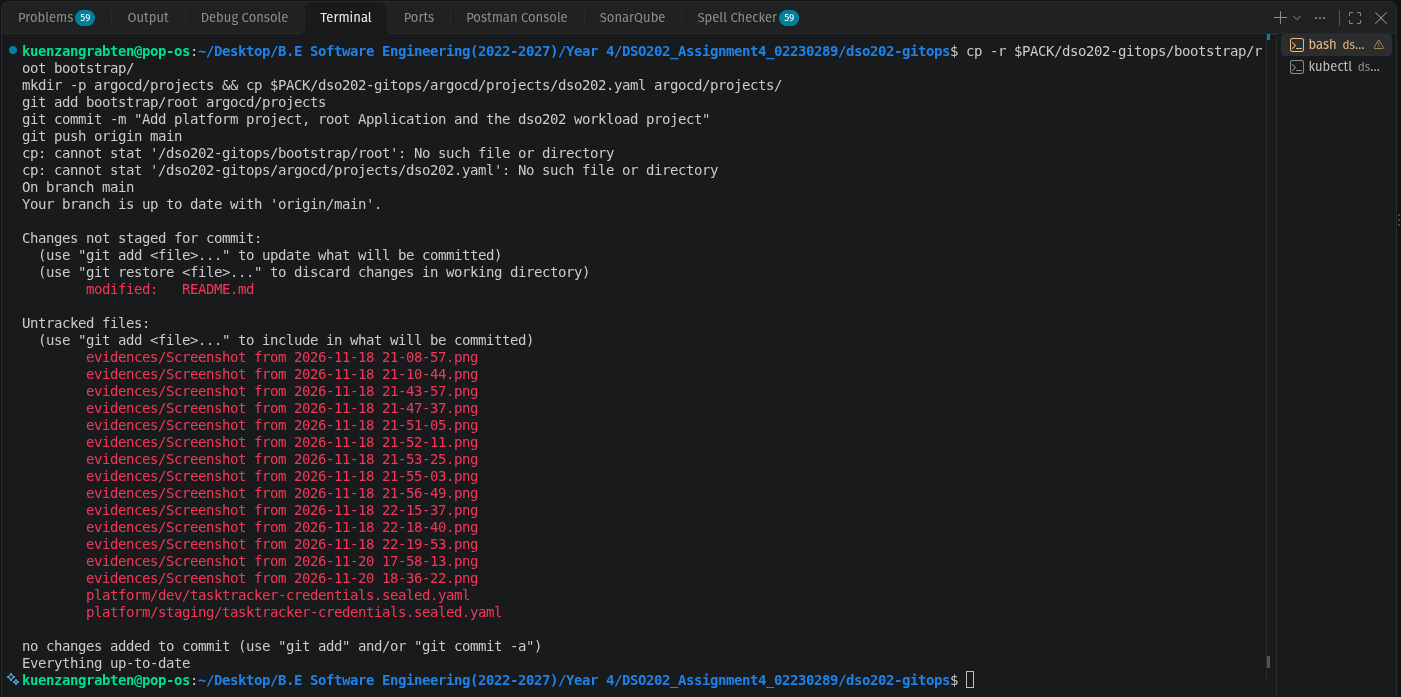 Problems 59 Output Debug Console Terminal Ports Postman Console SonarQube Spell Checker 59
bash ds...
kubectl ds...
kuenzangrabten@pop-os:~/Desktop/B.E Software Engineering(2022-2027)/Year 4/DSO202_Assignment4_02230289/dso202-gitops$ cp -r $PACK/dso202-gitops/bootstrap/r
oot bootstrap/
mkdir -p argocd/projects && cp $PACK/dso202-gitops/argocd/projects/dso202.yaml argocd/projects/
git add bootstrap/root argocd/projects
git commit -m "Add platform project, root Application and the dso202 workload project"
git push origin main
cp: cannot stat '/dso202-gitops/bootstrap/root': No such file or directory
cp: cannot stat '/dso202-gitops/argocd/projects/dso202.yaml': No such file or directory
On branch main
Your branch is up to date with 'origin/main'.
Changes not staged for commit:
(use "git add <file>..." to update what will be committed)
(use "git restore <file>..." to discard changes in working directory)
modified: README.md
Untracked files:
(use "git add <file>..." to include in what will be committed)
evidences/Screenshot from 2026-11-18 21-08-57.png
evidences/Screenshot from 2026-11-18 21-10-44.png
evidences/Screenshot from 2026-11-18 21-43-57.png
evidences/Screenshot from 2026-11-18 21-47-37.png
evidences/Screenshot from 2026-11-18 21-51-05.png
evidences/Screenshot from 2026-11-18 21-52-11.png
evidences/Screenshot from 2026-11-18 21-53-25.png
evidences/Screenshot from 2026-11-18 21-55-03.png
evidences/Screenshot from 2026-11-18 21-56-49.png
evidences/Screenshot from 2026-11-18 22-15-37.png
evidences/Screenshot from 2026-11-18 22-18-40.png
evidences/Screenshot from 2026-11-18 22-19-53.png
evidences/Screenshot from 2026-11-20 17-58-13.png
evidences/Screenshot from 2026-11-20 18-36-22.png
platform/dev/tasktracker-credentials.sealed.yaml
platform/staging/tasktracker-credentials.sealed.yaml
no changes added to commit (use "git add" and/or "git commit -a")
Everything up-to-date
kuenzangrabten@pop-os:~/Desktop/B.E Software Engineering(2022-2027)/Year 4/DSO202_Assignment4_02230289/dso202-gitops$